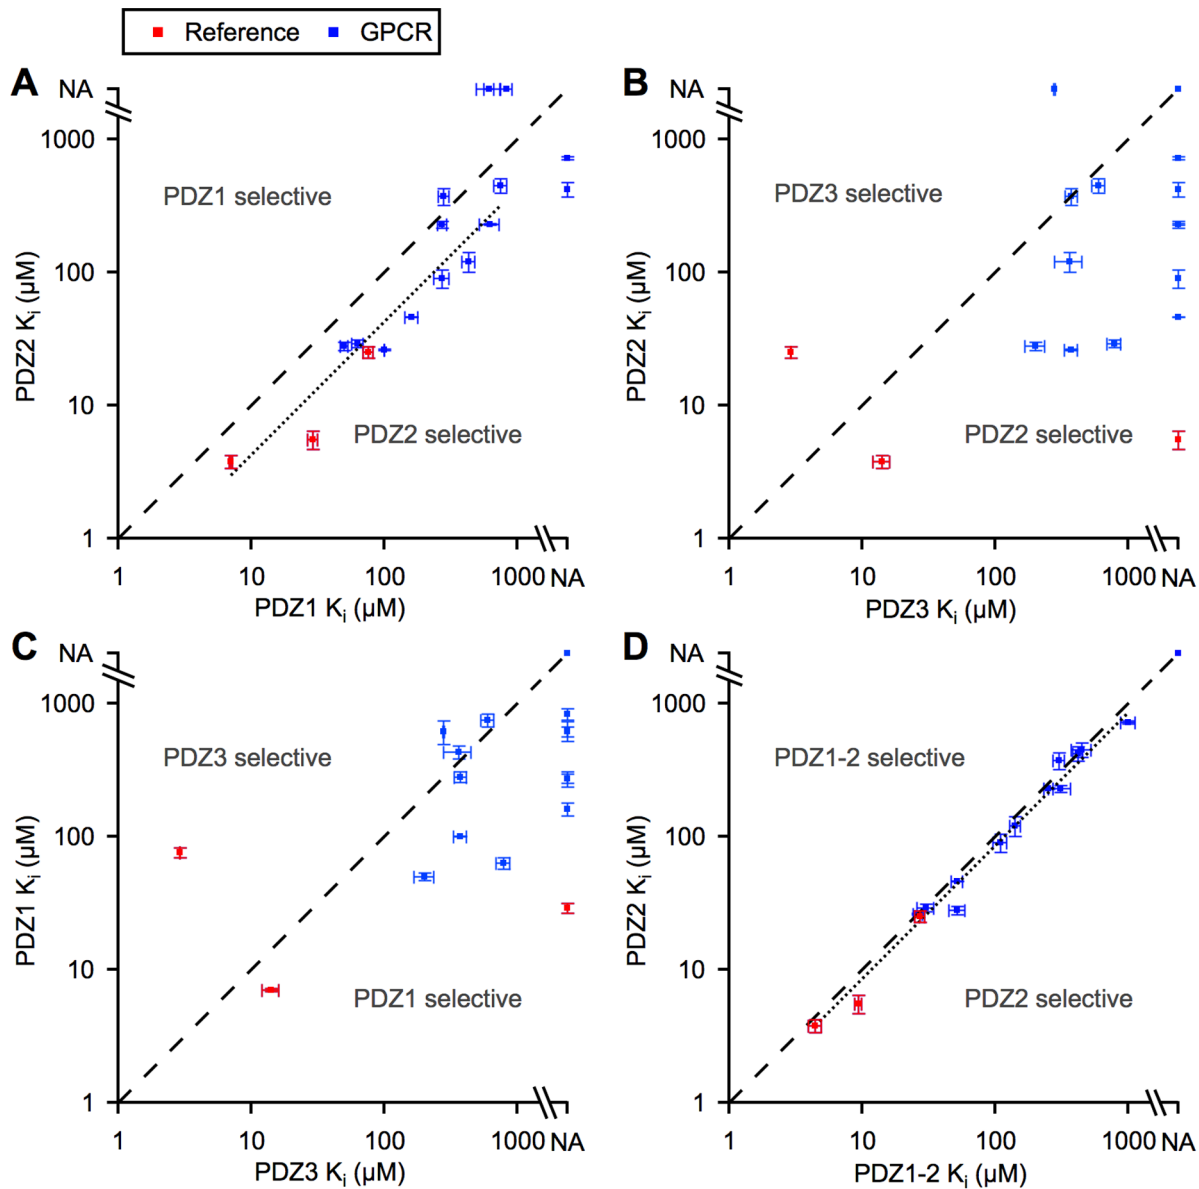 Reference GPCR
A
NA
1000
100
10
1
PDZ2 Ki (µM)
PDZ1 selective
PDZ2 selective
1 10 100 1000 NA
PDZ1 Ki (µM)
B
NA
1000
100
10
1
PDZ2 Ki (µM)
PDZ3 selective
PDZ2 selective
1 10 100 1000 NA
PDZ3 Ki (µM)
C
NA
1000
100
10
1
PDZ1 Ki (µM)
PDZ3 selective
PDZ1 selective
1 10 100 1000 NA
PDZ3 Ki (µM)
D
NA
1000
100
10
1
PDZ2 Ki (µM)
PDZ1-2 selective
PDZ2 selective
1 10 100 1000 NA
PDZ1-2 Ki (µM)